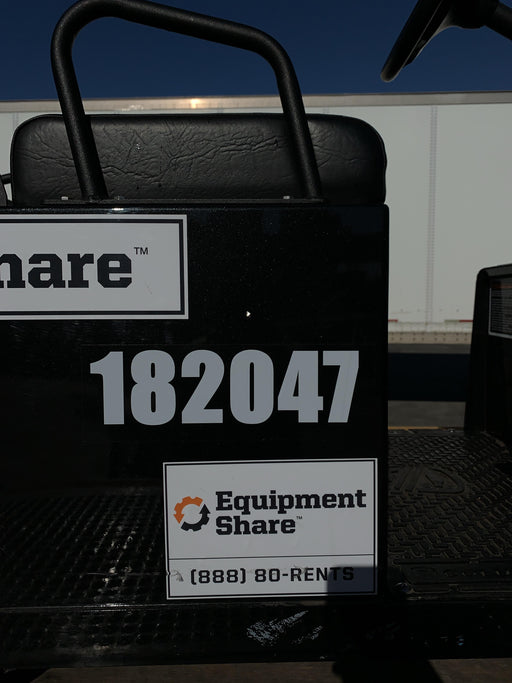 hare™
182047
Equipment
Share™
(888) 80-RENTS